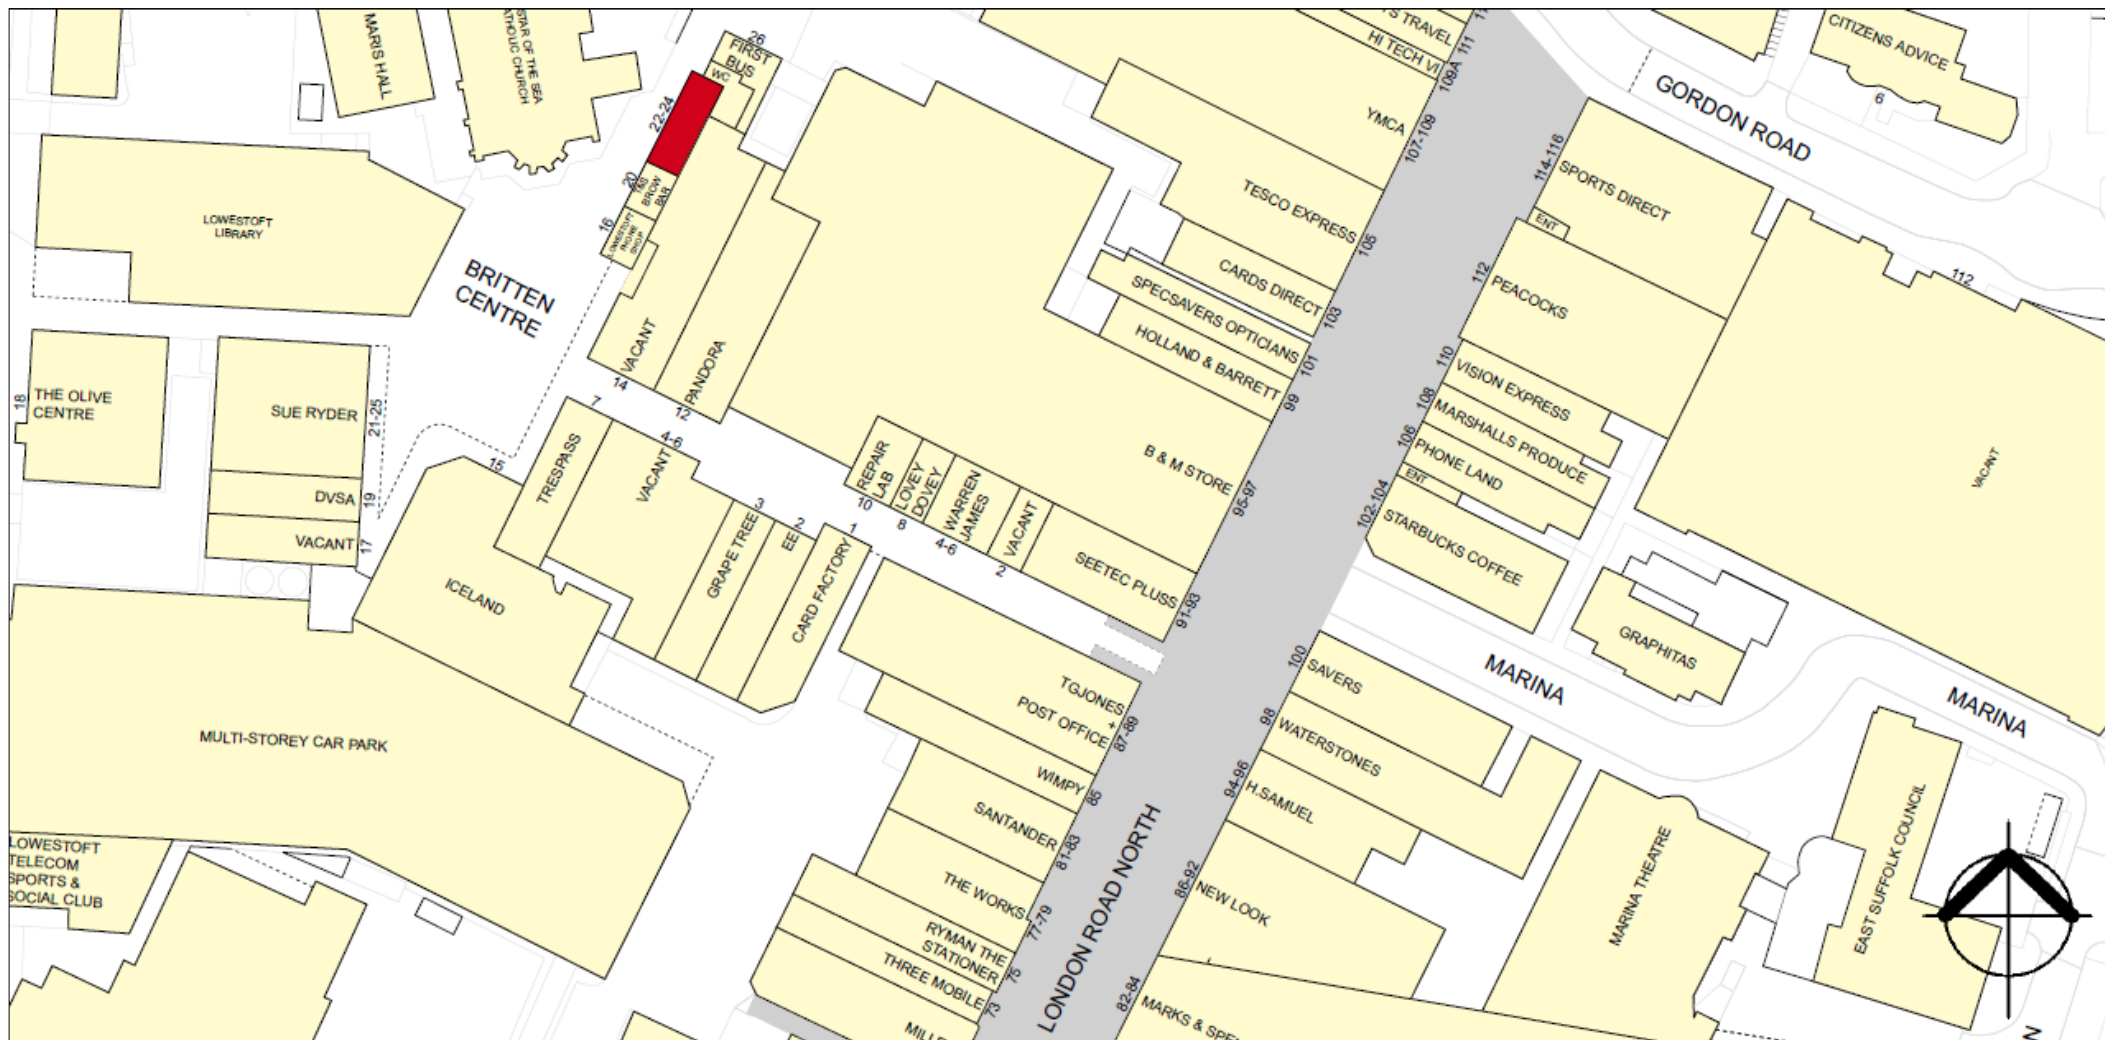 MARIS HALL
STAR OF THE SEA
ATHOLIC CHURCH
26
FIRST
BUS
WC
22-24
20
T&S
BROW
BAR
16
LOWESTOFT
PHONE
SHOP
LOWESTOFT
LIBRARY
BRITTEN
CENTRE
VACANT
14
PANDORA
12
18
THE OLIVE
CENTRE
SUE RYDER
21-25
DVSA
19
VACANT
17
15
ICELAND
7
TRESPASS
4-6
VACANT
3
GRAPE TREE
2
EE
1
CARD FACTORY
REPAIR
LAB
10
LOVEY
DOVEY
8
WARREN
JAMES
4-6
VACANT
2
SEETEC PLUSS
91-93
B & M STORE
95-97
HOLLAND & BARRETT
99
SPECSAVERS OPTICIANS
101
CARDS DIRECT
103
TESCO EXPRESS
105
YMCA
107-109
HI TECH VI
109A
'S TRAVEL
111
GORDON ROAD
CITIZENS ADVICE
6
114-116
SPORTS DIRECT
ENT
112
PEACOCKS
112
VACANT
110
VISION EXPRESS
108
MARSHALLS PRODUCE
106
PHONE LAND
ENT
102-104
STARBUCKS COFFEE
GRAPHITAS
MARINA
MARINA
100
SAVERS
98
WATERSTONES
94-96
H.SAMUEL
86-92
NEW LOOK
82-84
MARKS & SPE
MARINA THEATRE
EAST SUFFOLK COUNCIL
TGJONES
+
POST OFFICE
87-89
WIMPY
85
SANTANDER
81-83
THE WORKS
77-79
RYMAN THE
STATIONER
75
THREE MOBILE
73
MILL
LONDON ROAD NORTH
MULTI-STOREY CAR PARK
LOWESTOFT
TELECOM
SPORTS &
SOCIAL CLUB
N